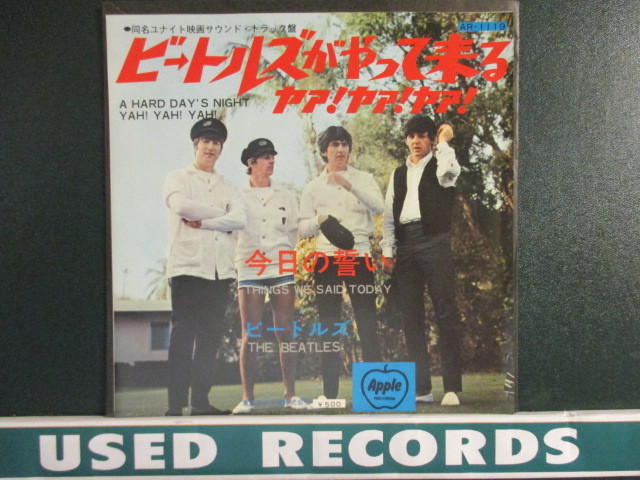 ●同名ユナイト映画サウンド・トラック盤
AR-1119
ビートルズがやって来る
ヤァ!ヤァ!ヤァ!
A HARD DAY'S NIGHT
YAH! YAH! YAH!
今日の誓い
THINGS WE SAID TODAY
ビートルズ
THE BEATLES
¥500
Apple
RECORDS
USED RECORDS